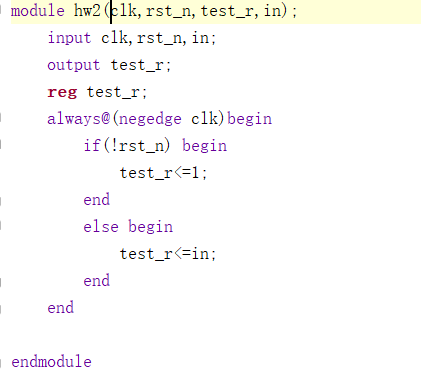 module hw2(clk,rst_n,test_r,in);
    input clk,rst_n,in;
    output test_r;
    reg test_r;
    always@(negedge clk)begin
        if(!rst_n) begin
            test_r<=1;
        end
        else begin
            test_r<=in;
        end
    end
endmodule